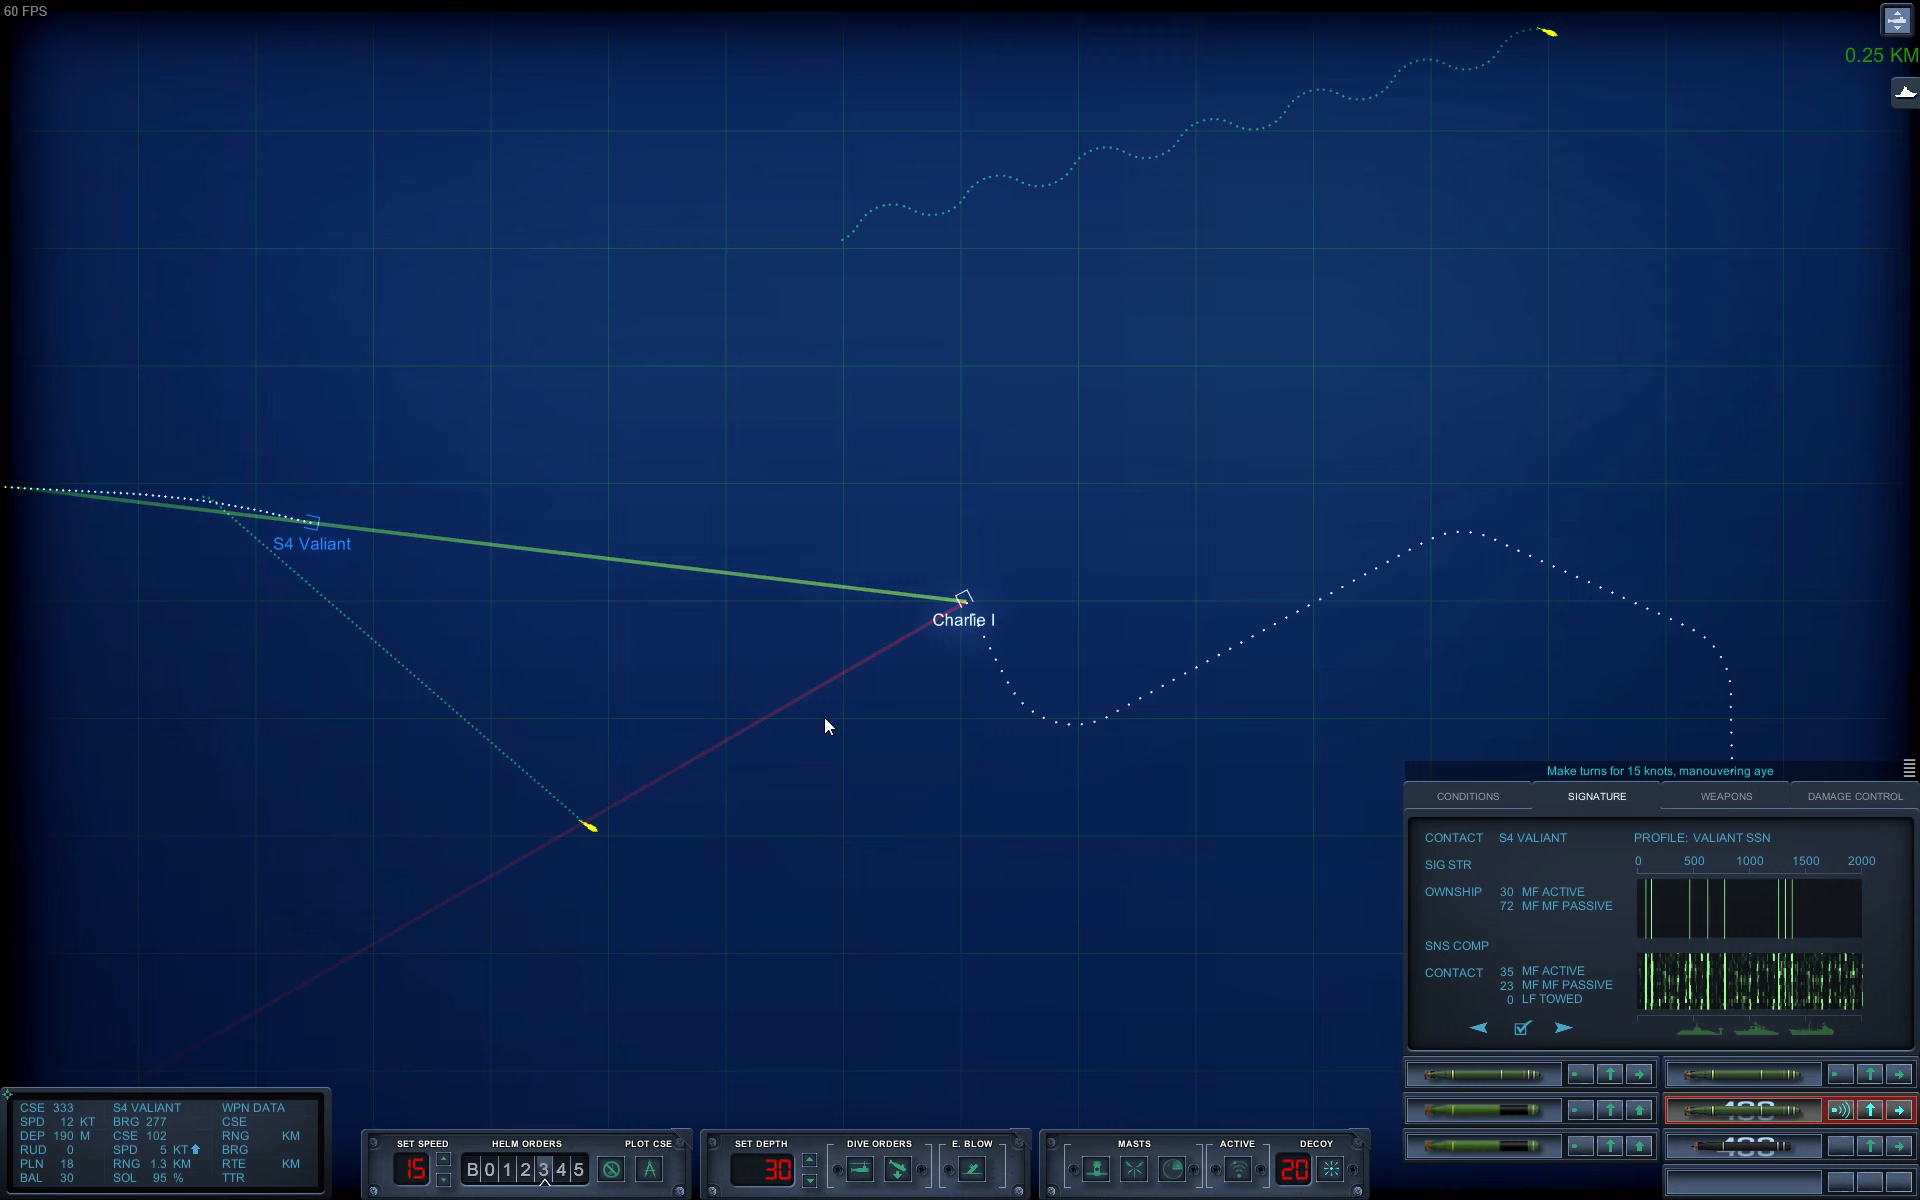 60 FPS
0.25 KM
S4 Valiant
Charlie I
Make turns for 15 knots, manouvering aye
CONDITIONS SIGNATURE WEAPONS DAMAGE CONTROL
CONTACT S4 VALIANT PROFILE: VALIANT SSN
SIG STR 0 500 1000 1500 2000
OWNSHIP 30 MF ACTIVE
72 MF MF PASSIVE
SNS COMP
CONTACT 35 MF ACTIVE
23 MF MF PASSIVE
0 LF TOWED
CSE 333 S4 VALIANT WPN DATA
SPD 12 KT BRG 277 CSE
DEP 190 M CSE 102 RNG KM
RUD 0 SPD 5 KT BRG
PLN 18 RNG 1.3 KM RTE KM
BAL 30 SOL 95 % TTR
SET SPEED HELM ORDERS PLOT CSE SET DEPTH DIVE ORDERS E. BLOW MASTS ACTIVE DECOY
15 B 0 1 2 3 4 5 30 20